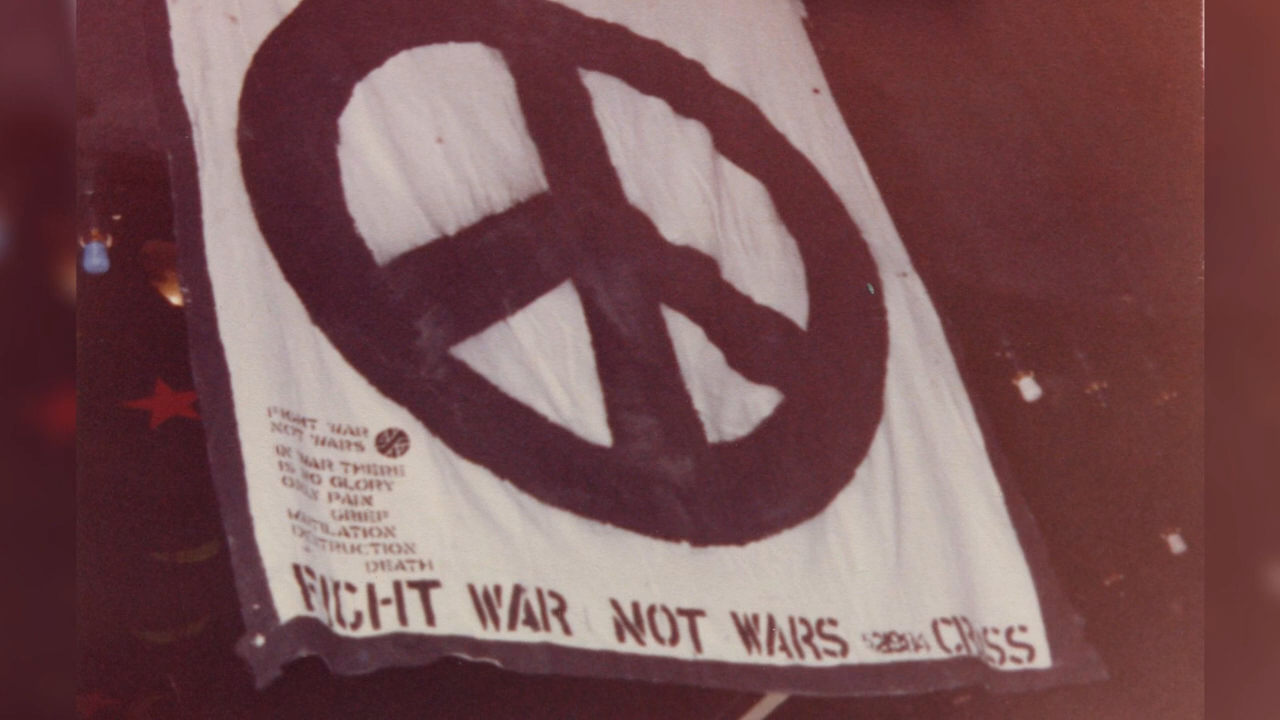 FIGHT WAR
NOT WARS
IN WAR THERE
IS NO GLORY
ONLY PAIN
GRIEF
MUTILATION
DESTRUCTION
DEATH
FIGHT WAR NOT WARS CRASS